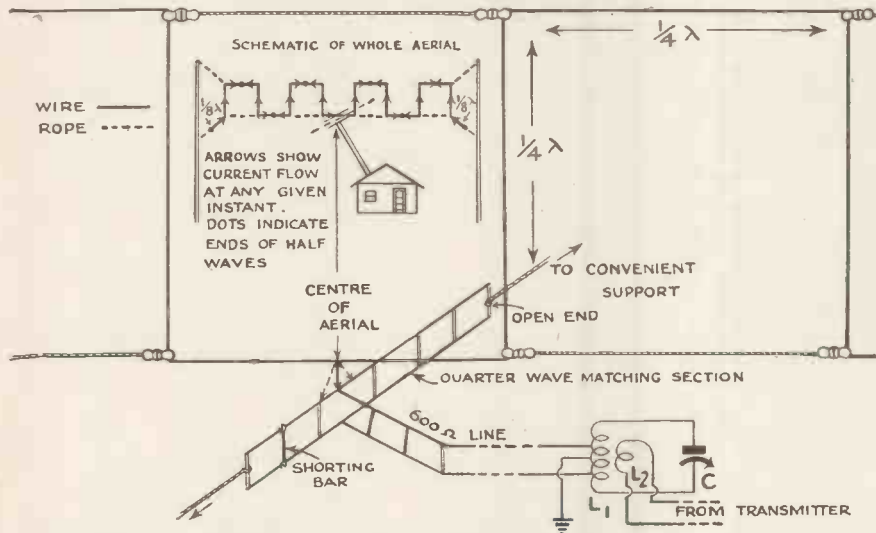 SCHEMATIC OF WHOLE AERIAL
1/4 λ
WIRE
ROPE
1/8 λ
1/8 λ
1/4 λ
ARROWS SHOW
CURRENT FLOW
AT ANY GIVEN
INSTANT.
DOTS INDICATE
ENDS OF HALF
WAVES
CENTRE
OF
AERIAL
TO CONVENIENT
SUPPORT
OPEN END
QUARTER WAVE MATCHING SECTION
600Ω LINE
SHORTING
BAR
L1
L2
C
FROM TRANSMITTER